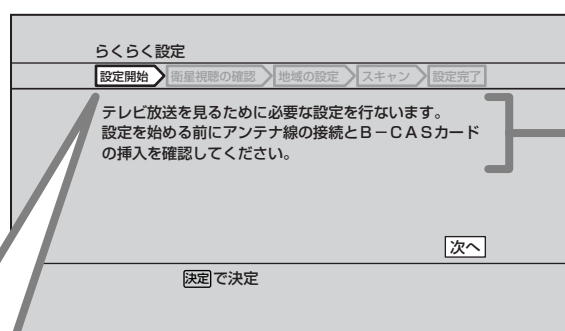 らくらく設定
設定開始 衛星視聴の確認 地域の設定 スキャン 設定完了
テレビ放送を見るために必要な設定を行ないます。
設定を始める前にアンテナ線の接続とB－CASカード
の挿入を確認してください。
次へ
決定で決定